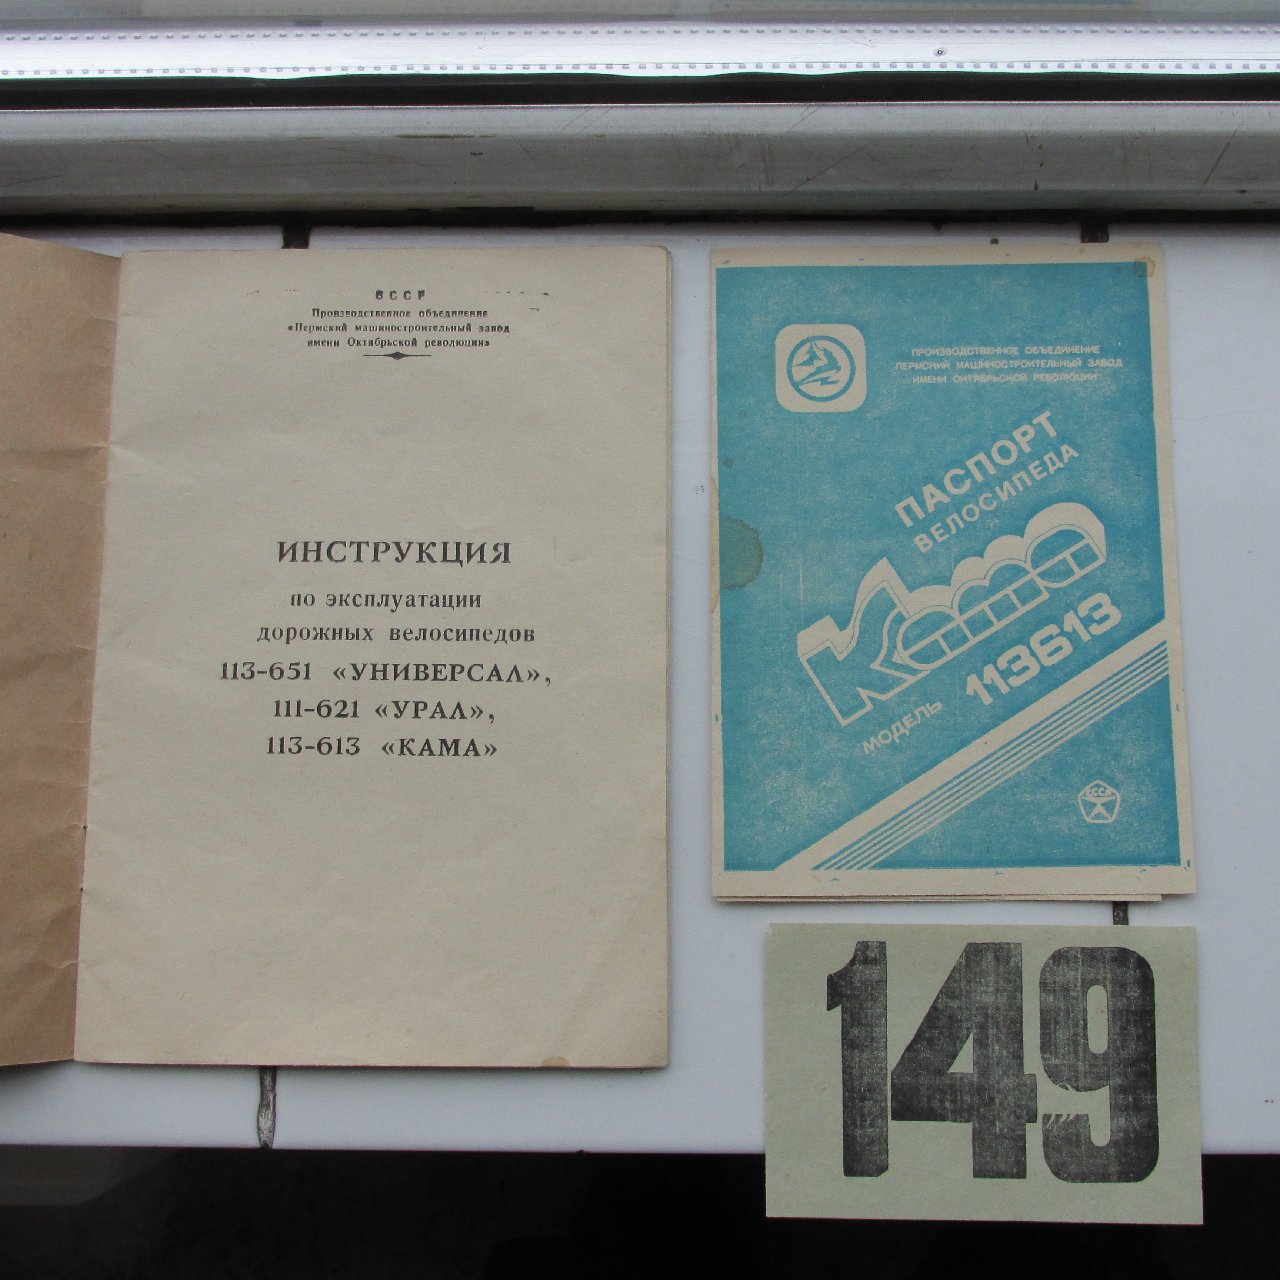 СССР
Производственное объединение
«Пермский машиностроительный завод
имени Октябрьской революции»
ИНСТРУКЦИЯ
по эксплуатации
дорожных велосипедов
113-651 «УНИВЕРСАЛ»,
111-621 «УРАЛ»,
113-613 «КАМА»
ПРОИЗВОДСТВЕННОЕ ОБЪЕДИНЕНИЕ
ПЕРМСКИЙ МАШИНОСТРОИТЕЛЬНЫЙ ЗАВОД
ИМЕНИ ОКТЯБРЬСКОЙ РЕВОЛЮЦИИ"
ПАСПОРТ
ВЕЛОСИПЕДА
Кама
МОДЕЛЬ 113613
СССР
149